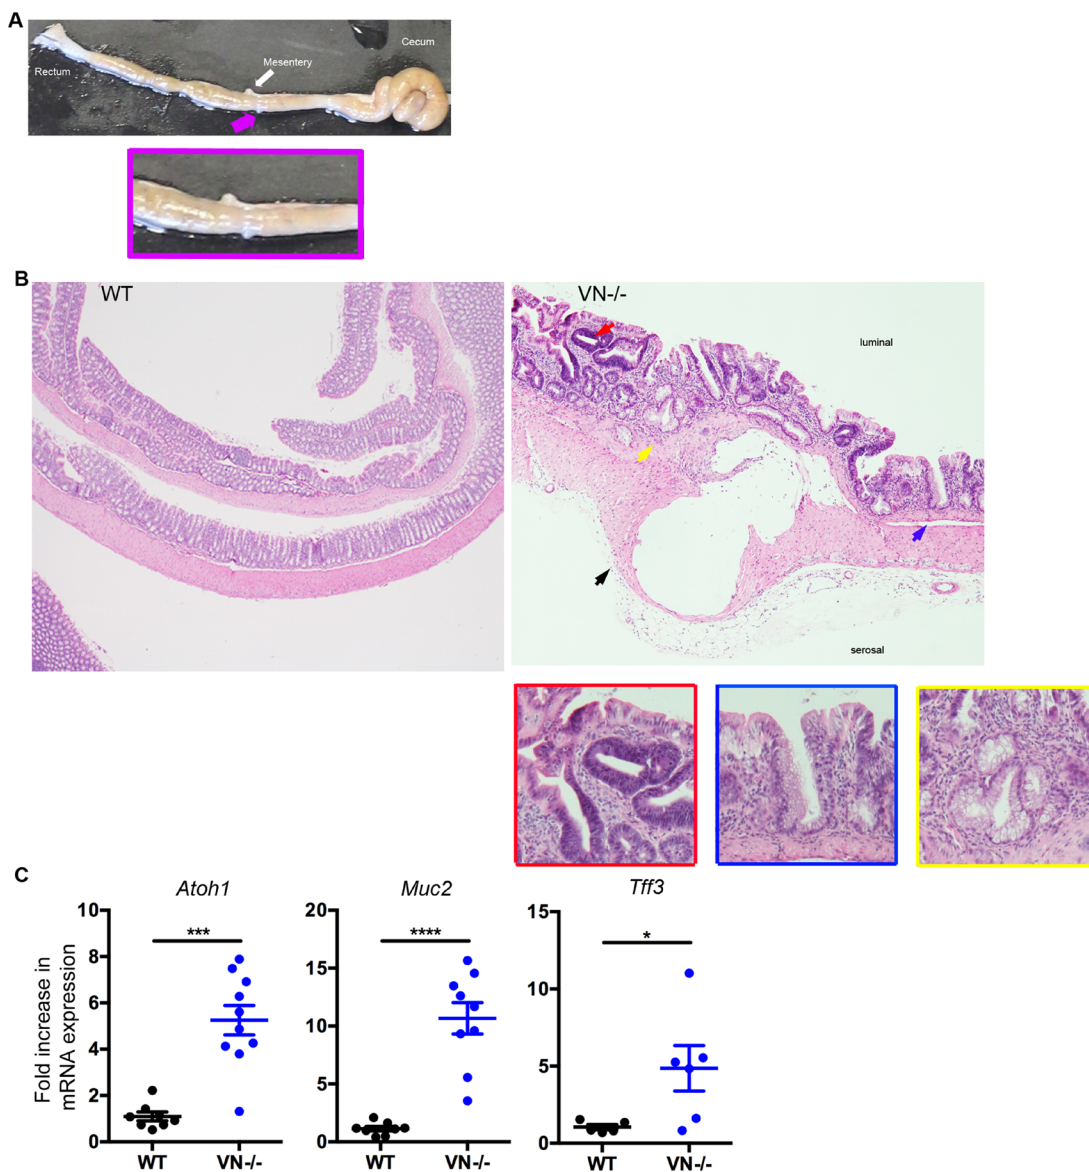 A
Cecum
Mesentery
Rectum
B
WT
VN-/-
luminal
serosal
C
Atoh1
Muc2
Tff3
Fold increase in
mRNA expression
10
8
6
4
2
0
***
WT
VN-/-
20
15
10
5
0
****
WT
VN-/-
15
10
5
0
*
WT
VN-/-